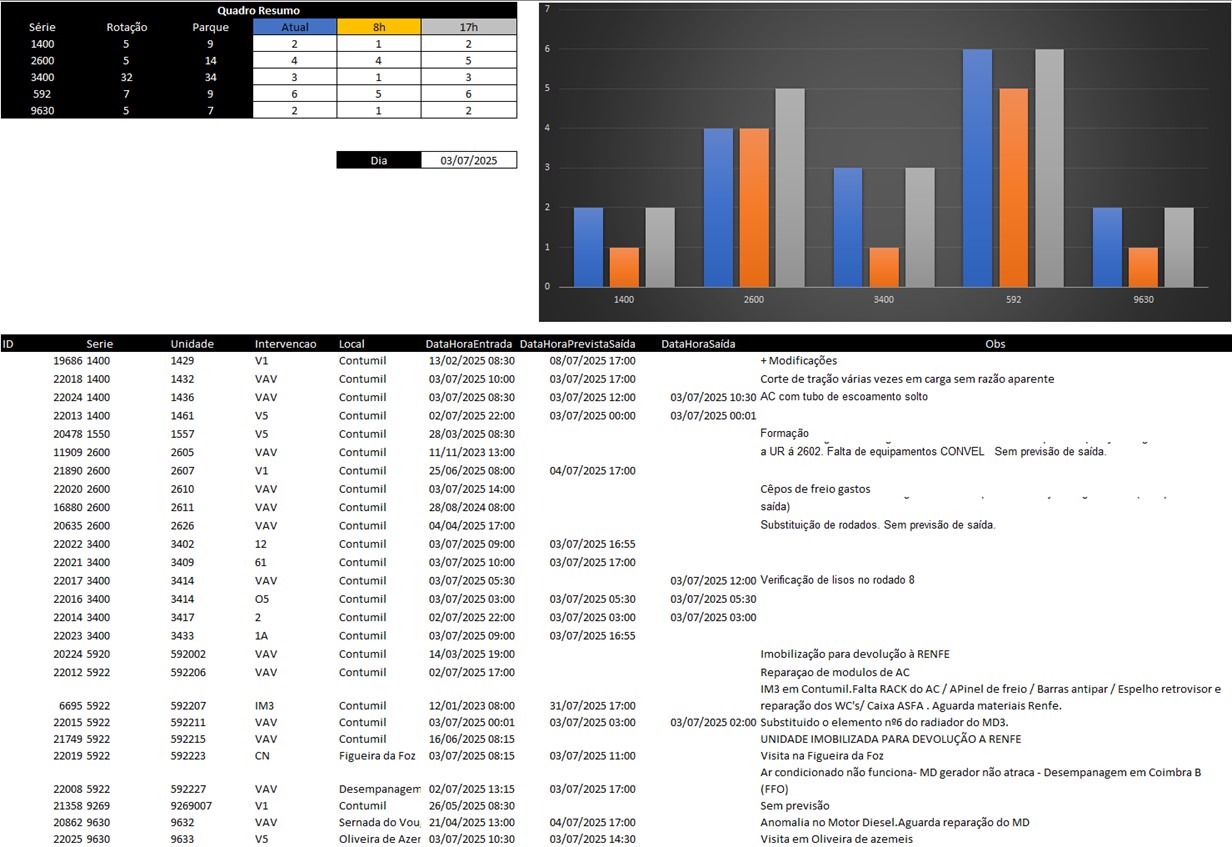 Quadro Resumo
Série Rotação Parque Atual 8h 17h
1400 5 9 2 1 2
2600 5 14 4 4 5
3400 32 34 3 1 3
592 7 9 6 5 6
9630 5 7 2 1 2
Dia 03/07/2025
7
6
5
4
3
2
1
0
1400 2600 3400 592 9630
ID Serie Unidade Intervencao Local DataHoraEntrada DataHoraPrevistaSaída DataHoraSaída Obs
19686 1400 1429 V1 Contumil 13/02/2025 08:30 08/07/2025 17:00 + Modificações
22018 1400 1432 VAV Contumil 03/07/2025 10:00 03/07/2025 17:00 Corte de tração várias vezes em carga sem razão aparente
22024 1400 1436 VAV Contumil 03/07/2025 08:30 03/07/2025 12:00 03/07/2025 10:30 AC com tubo de escoamento solto
22013 1400 1461 V5 Contumil 02/07/2025 22:00 03/07/2025 00:00 03/07/2025 00:01
20478 1550 1557 V5 Contumil 28/03/2025 08:30 Formação
11909 2600 2605 VAV Contumil 11/11/2023 13:00 a UR á 2602. Falta de equipamentos CONVEL Sem previsão de saída.
21890 2600 2607 V1 Contumil 25/06/2025 08:00 04/07/2025 17:00
22020 2600 2610 VAV Contumil 03/07/2025 14:00 Cêpos de freio gastos
16880 2600 2611 VAV Contumil 28/08/2024 08:00 saída)
20635 2600 2626 VAV Contumil 04/04/2025 17:00 Substituição de rodados. Sem previsão de saída.
22022 3400 3402 12 Contumil 03/07/2025 09:00 03/07/2025 16:55
22021 3400 3409 61 Contumil 03/07/2025 10:00 03/07/2025 17:00
22017 3400 3414 VAV Contumil 03/07/2025 05:30 03/07/2025 12:00 Verificação de lisos no rodado 8
22016 3400 3414 O5 Contumil 03/07/2025 03:00 03/07/2025 05:30 03/07/2025 05:30
22014 3400 3417 2 Contumil 02/07/2025 22:00 03/07/2025 03:00 03/07/2025 03:00
22023 3400 3433 1A Contumil 03/07/2025 09:00 03/07/2025 16:55
20224 5920 592002 VAV Contumil 14/03/2025 19:00 Imobilização para devolução à RENFE
22012 5922 592206 VAV Contumil 02/07/2025 17:00 Reparaçao de modulos de AC
IM3 em Contumil.Falta RACK do AC / APinel de freio / Barras antipar / Espelho retrovisor e
6695 5922 592207 IM3 Contumil 12/01/2023 08:00 31/07/2025 17:00 reparação dos WC's/ Caixa ASFA . Aguarda materiais Renfe.
22015 5922 592211 VAV Contumil 03/07/2025 00:01 03/07/2025 03:00 03/07/2025 02:00 Substituido o elemento nº6 do radiador do MD3.
21749 5922 592215 VAV Contumil 16/06/2025 08:15 UNIDADE IMOBILIZADA PARA DEVOLUÇÃO A RENFE
22019 5922 592223 CN Figueira da Foz 03/07/2025 08:15 03/07/2025 11:00 Visita na Figueira da Foz
Ar condicionado não funciona- MD gerador não atraca - Desempanagem em Coimbra B
22008 5922 592227 VAV Desempanagem 02/07/2025 13:15 03/07/2025 17:00 (FFO)
21358 9269 9269007 V1 Contumil 26/05/2025 08:30 Sem previsão
20862 9630 9632 VAV Sernada do Vou 21/04/2025 13:00 04/07/2025 17:00 Anomalia no Motor Diesel.Aguarda reparação do MD
22025 9630 9633 V5 Oliveira de Azer 03/07/2025 10:30 03/07/2025 14:30 Visita em Oliveira de azemeis